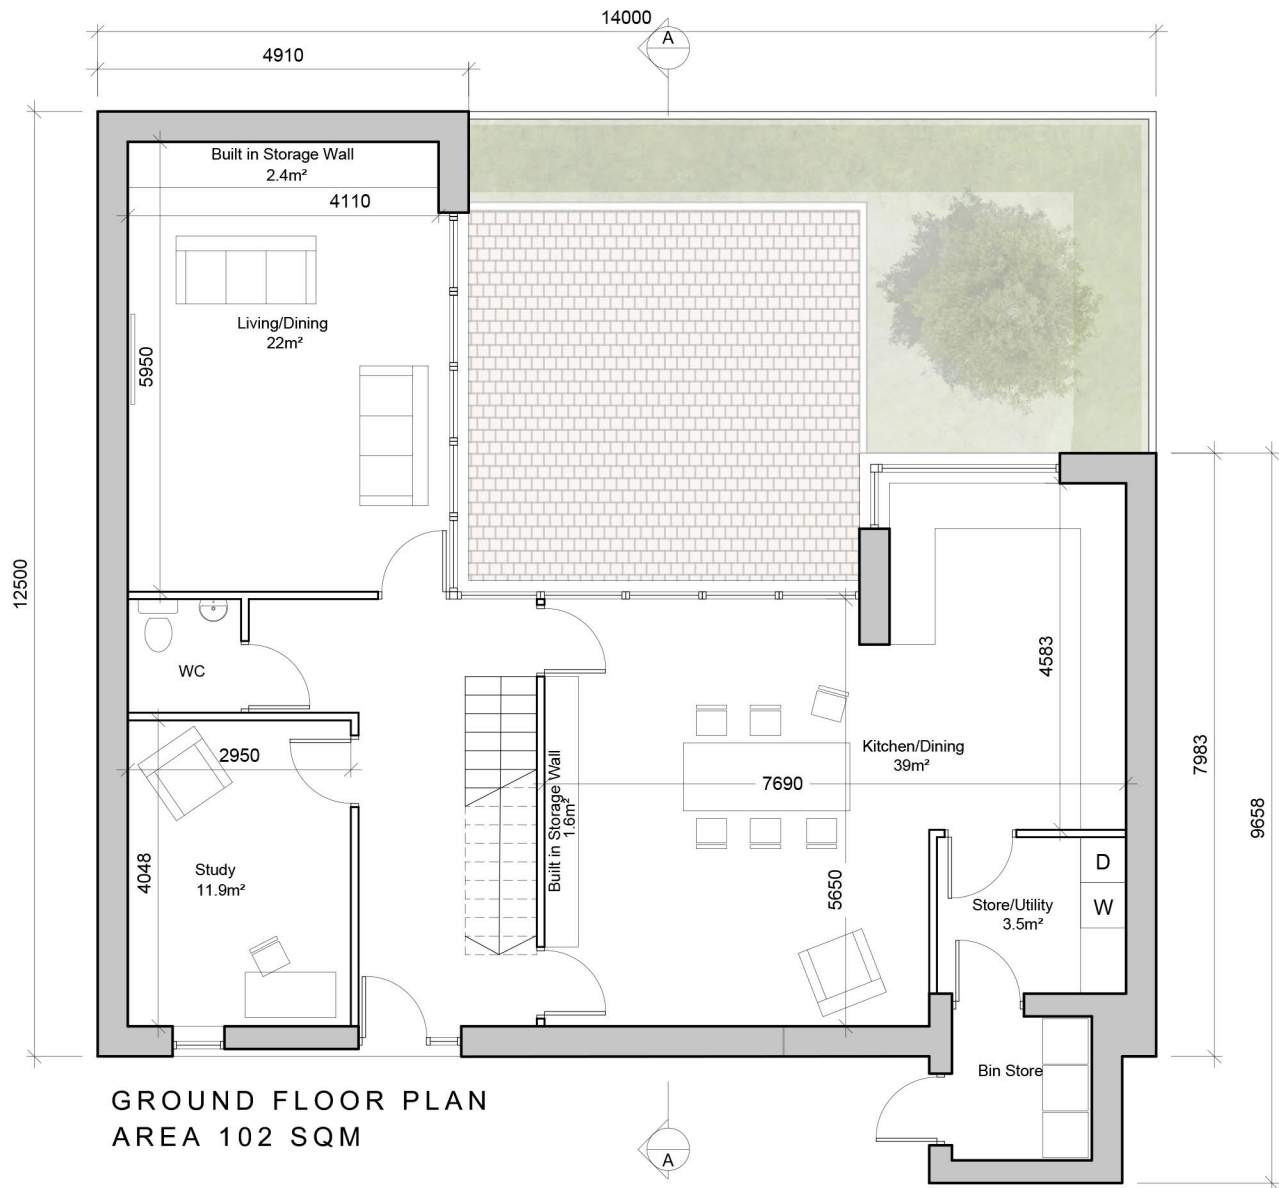 14000
A
4910
Built in Storage Wall
2.4m²
4110
Living/Dining
22m²
5950
12500
WC
2950
Study
11.9m²
4048
Built in Storage Wall
1.6m²
Kitchen/Dining
39m²
7690
4583
5650
7983
9658
D
W
Store/Utility
3.5m²
Bin Store
GROUND FLOOR PLAN
AREA 102 SQM
A